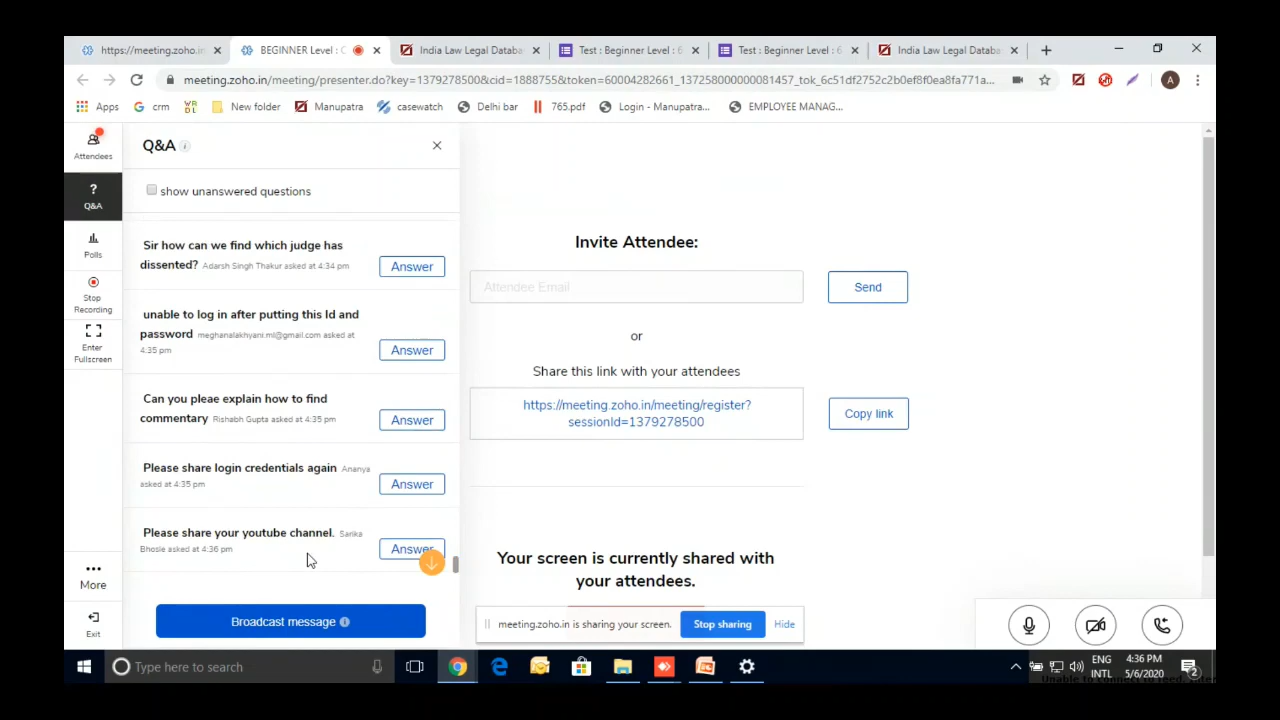 https://meeting.zoho.in
BEGINNER Level : C
India Law Legal Databa
Test : Beginner Level : 6
Test : Beginner Level : 6
India Law Legal Databa
meeting.zoho.in/meeting/presenter.do?key=1379278500&cid=1888755&token=60004282661_137258000000081457_tok_6c51df2752c2b0ef8f0ea8fa771a...
A
Apps
crm
New folder
Manupatra
casewatch
Delhi bar
765.pdf
Login - Manupatra...
EMPLOYEE MANAG...
Attendees
?
Q&A
Polls
Stop
Recording
Enter
Fullscreen
More
Exit
Q&A
show unanswered questions
Sir how can we find which judge has
dissented? Adarsh Singh Thakur asked at 4:34 pm
Answer
unable to log in after putting this Id and
password meghanalakhyani.ml@gmail.com asked at
4:35 pm
Answer
Can you pleae explain how to find
commentary Rishabh Gupta asked at 4:35 pm
Answer
Please share login credentials again Ananya
asked at 4:35 pm
Answer
Please share your youtube channel. Sarika
Bhosle asked at 4:36 pm
Answer
Broadcast message
Invite Attendee:
Attendee Email
Send
or
Share this link with your attendees
https://meeting.zoho.in/meeting/register?
sessionId=1379278500
Copy link
Your screen is currently shared with
your attendees.
meeting.zoho.in is sharing your screen.
Stop sharing
Hide
Type here to search
ENG
INTL
4:36 PM
5/6/2020
2